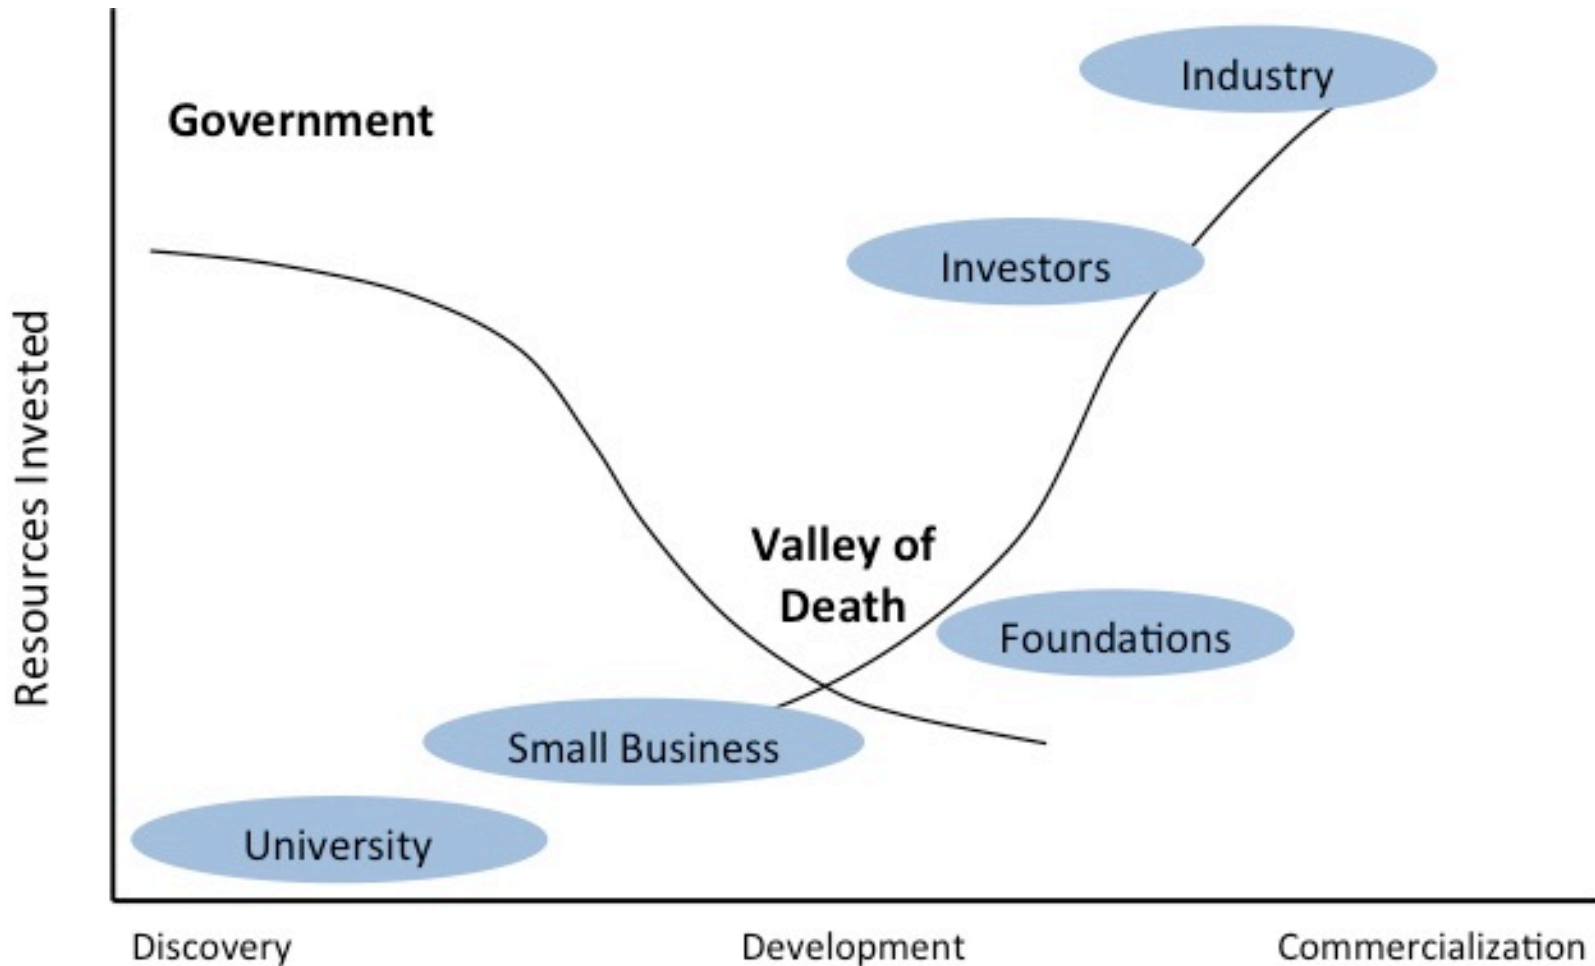 Industry
Government
Investors
Resources Invested
Valley of
Death
Foundations
Small Business
University
Discovery
Development
Commercialization